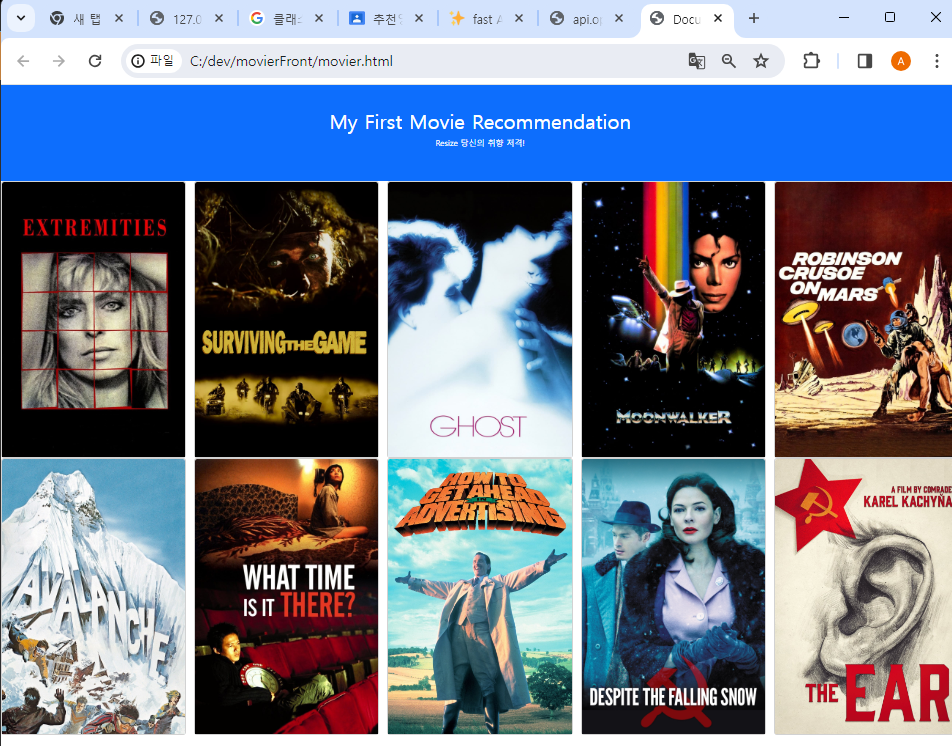 새 탭
127.0
클래스
추천영
fast A
api.op
Docu
파일
C:/dev/movierFront/movier.html
A
My First Movie Recommendation
Resize 당신의 취향 저격!
EXTREMITIES
SURVIVING THE GAME
GHOST
MOONWALKER
ROBINSON
CRUSOE
ON MARS
AVALANCHE
WHAT TIME
IS IT THERE?
HOW TO
GET AHEAD
IN
ADVERTISING
DESPITE THE FALLING SNOW
A FILM BY COMRADE
KAREL KACHYŇA
THE EAR